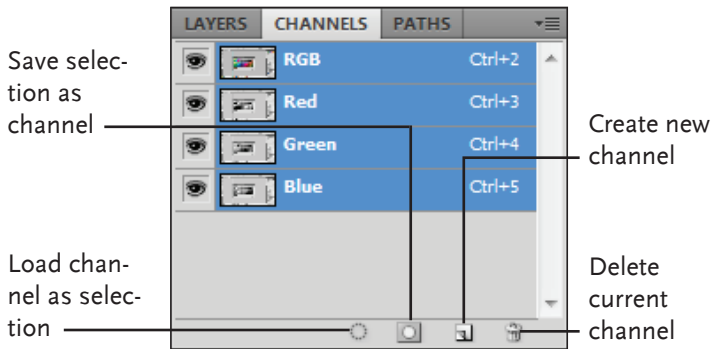 LAYERS CHANNELS PATHS
RGB Ctrl+2
Red Ctrl+3
Green Ctrl+4
Blue Ctrl+5
Save selec-
tion as
channel
Load chan-
nel as selec-
tion
Create new
channel
Delete
current
channel